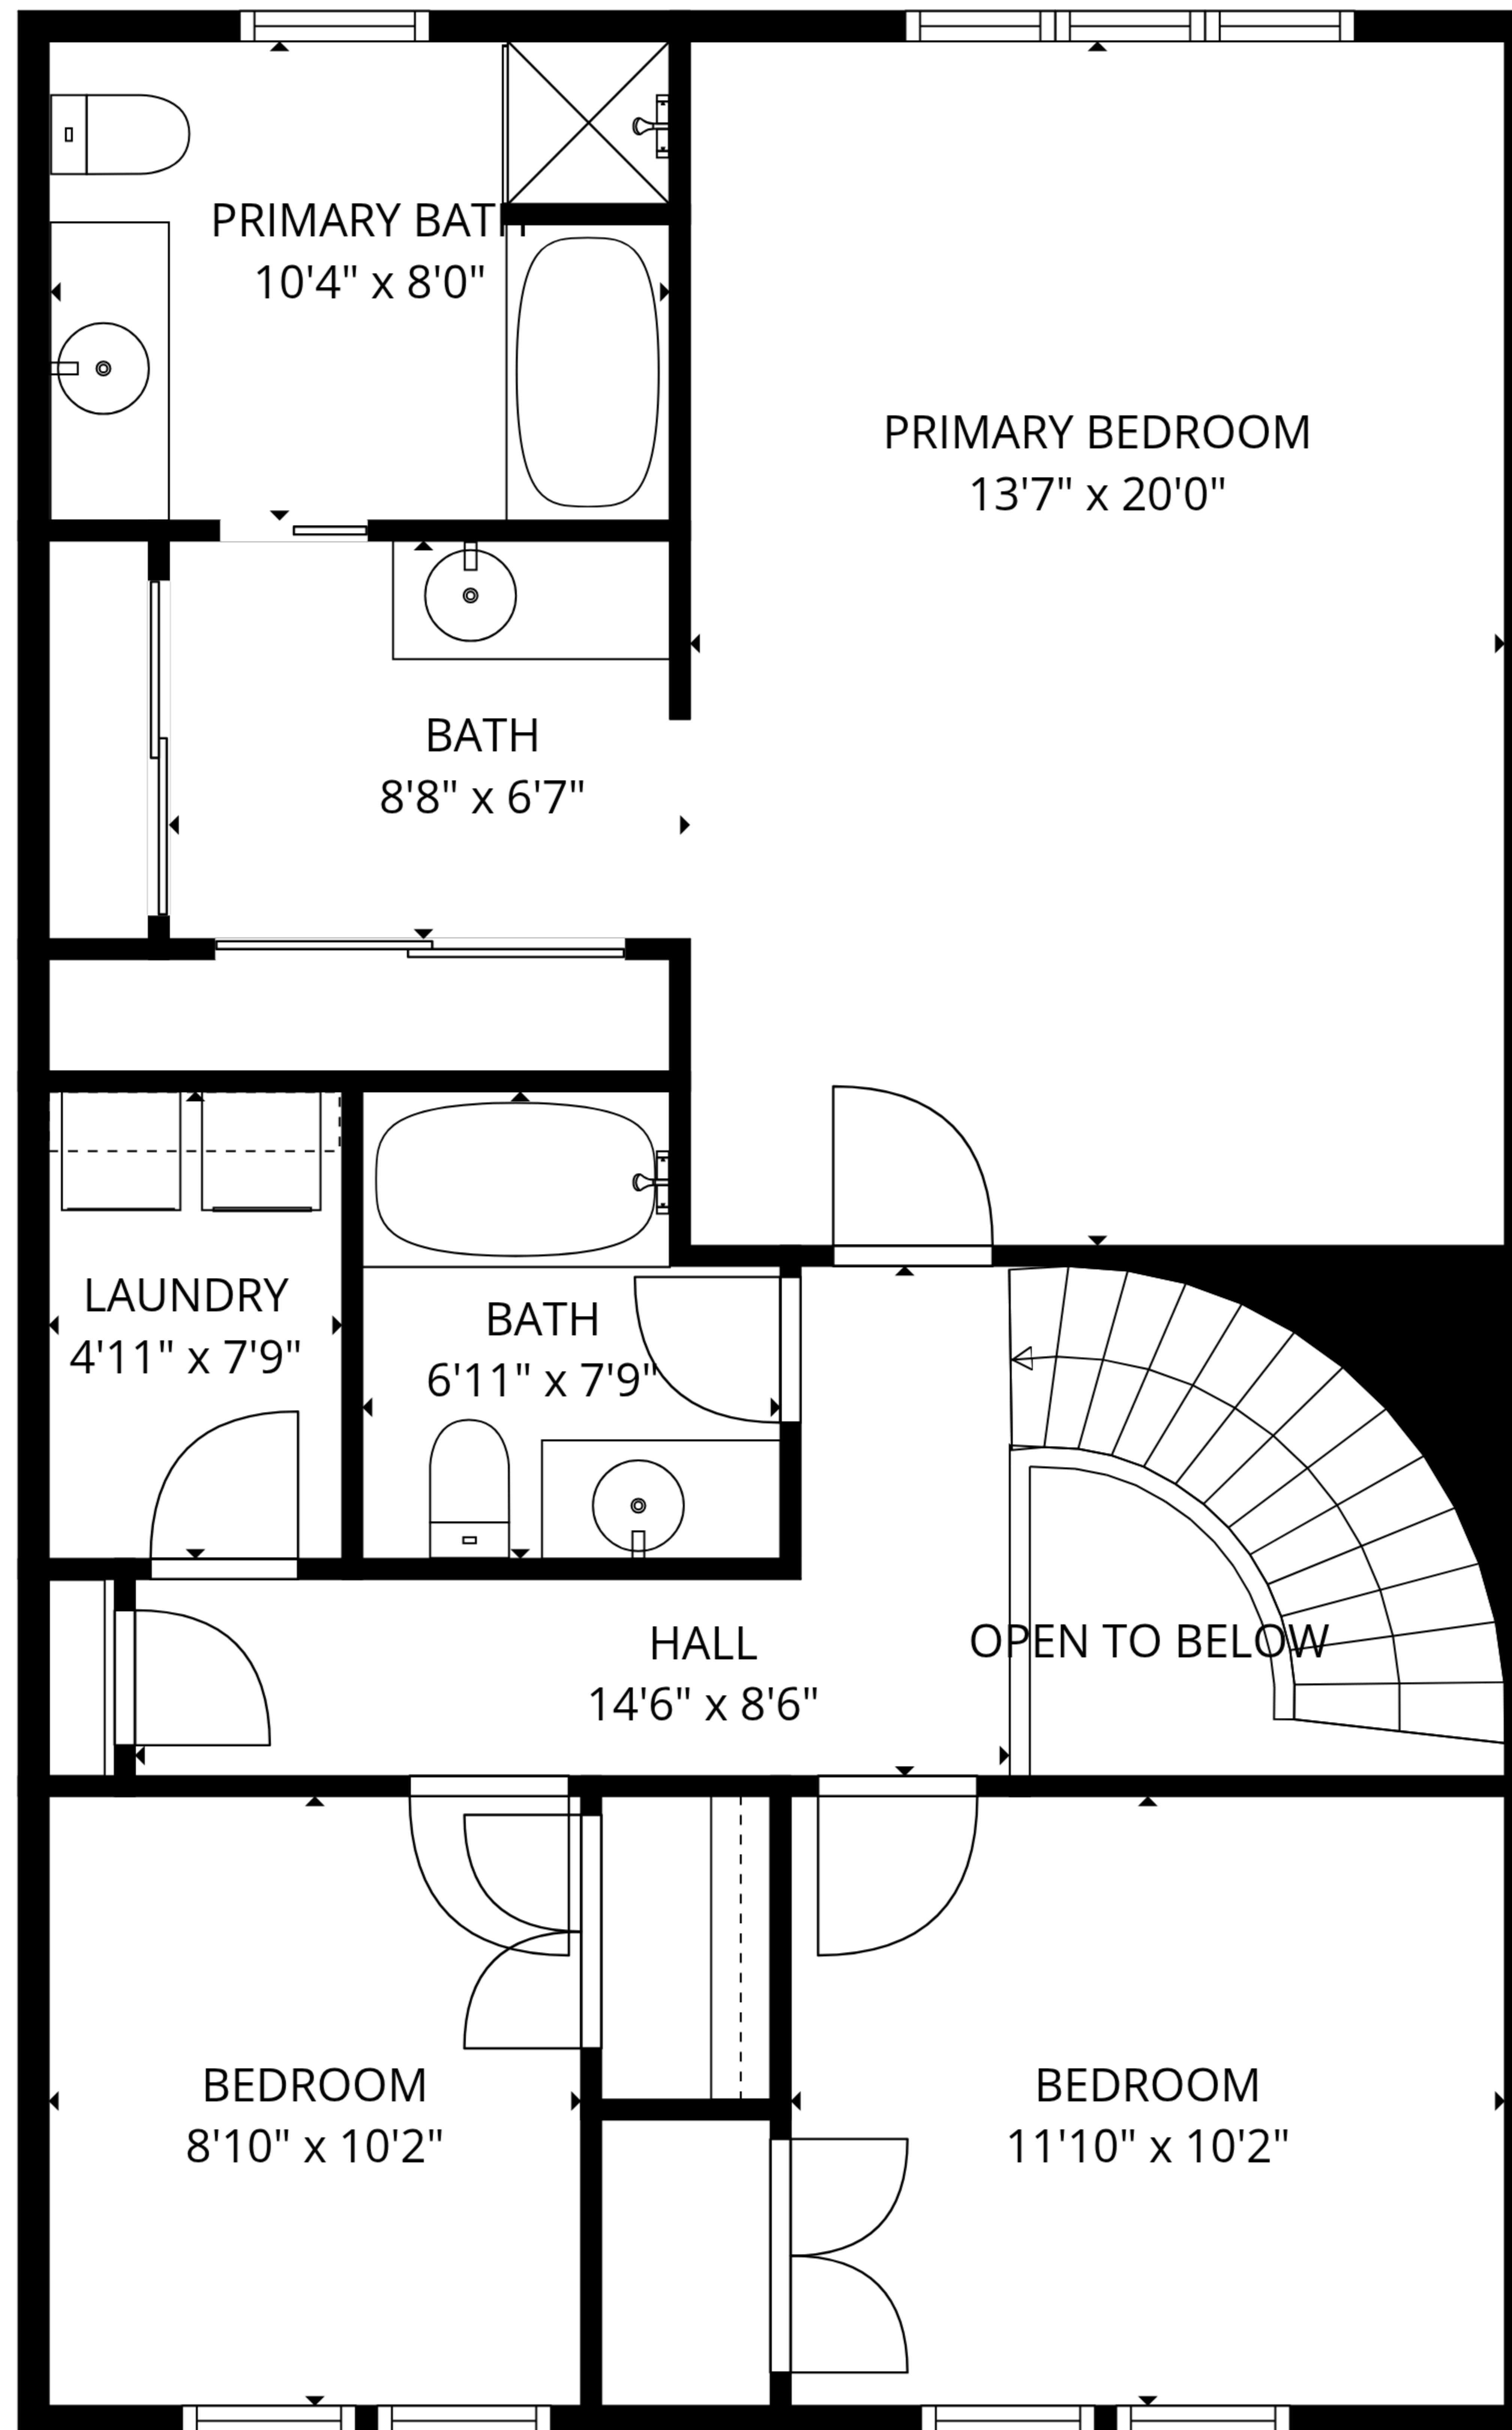 PRIMARY BATH
10'4" x 8'0"
PRIMARY BEDROOM
13'7" x 20'0"
BATH
8'8" x 6'7"
LAUNDRY
4'11" x 7'9"
BATH
6'11" x 7'9"
HALL
14'6" x 8'6"
OPEN TO BELOW
BEDROOM
8'10" x 10'2"
BEDROOM
11'10" x 10'2"